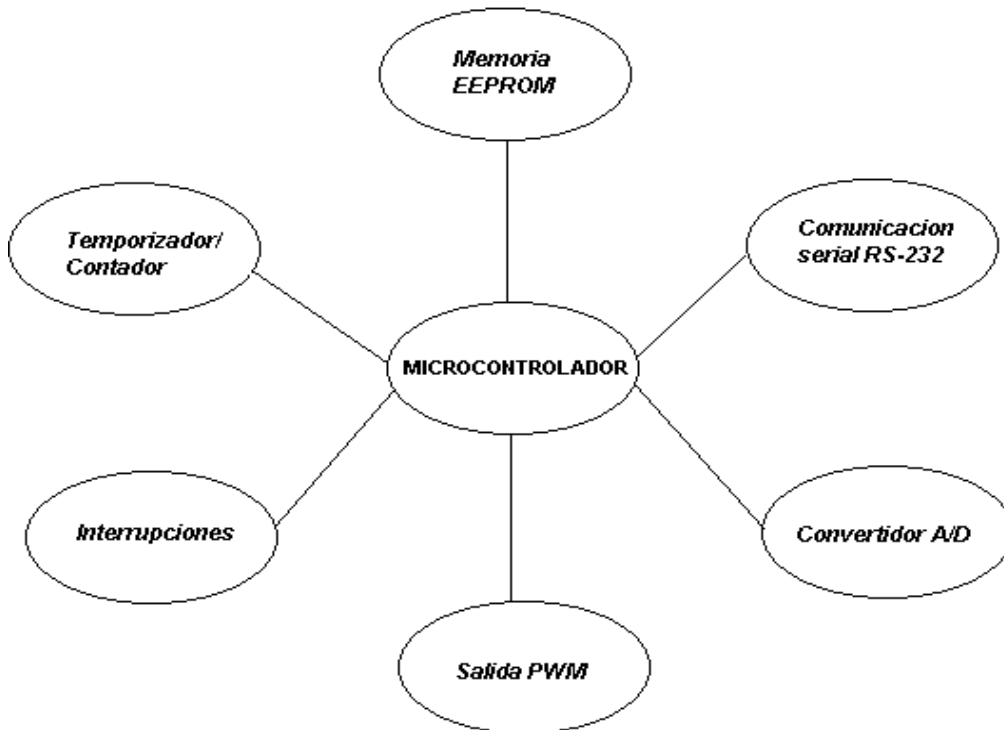 Memoria
EEPROM
Temporizador/
Contador
Comunicacion
serial RS-232
MICROCONTROLADOR
Interrupciones
Convertidor A/D
Salida PWM